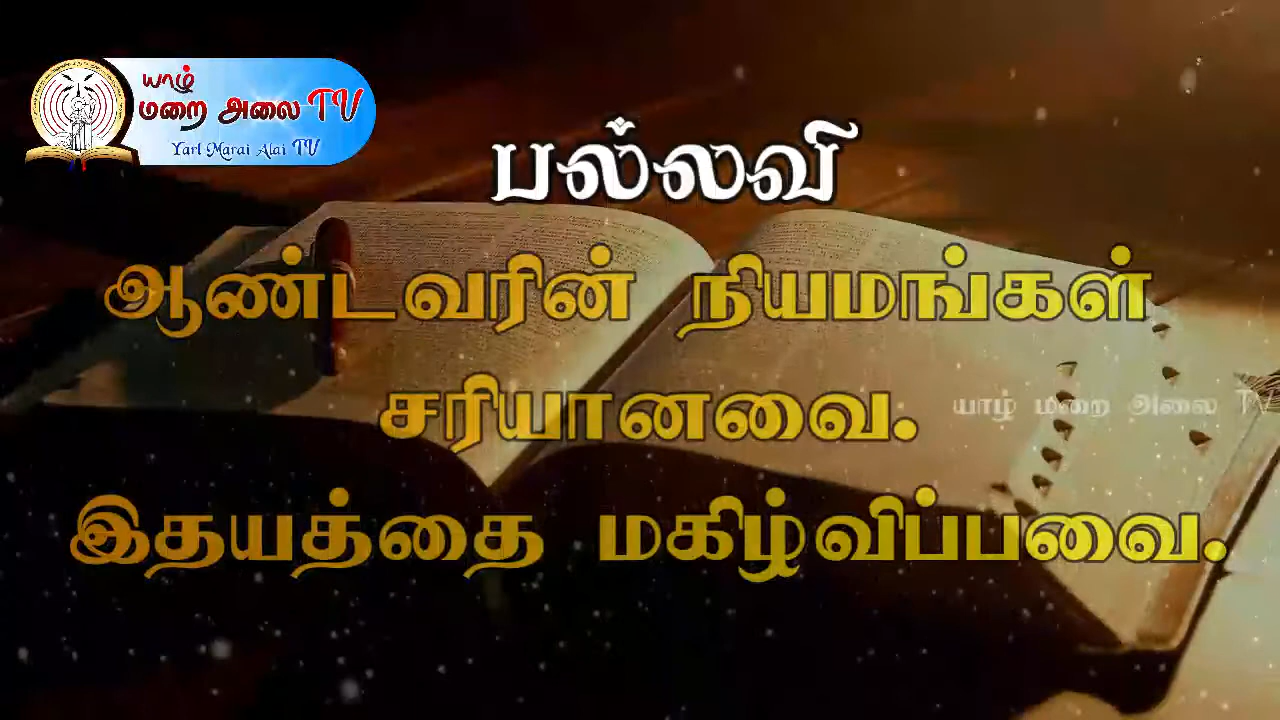 யாழ்
மறை அலை TV
Yarl Marai Alai TV
பல்லவி
ஆண்டவரின் நியமங்கள்
சரியானவை.
யாழ் மறை அலை TV
இதயத்தை மகிழ்விப்பவை.